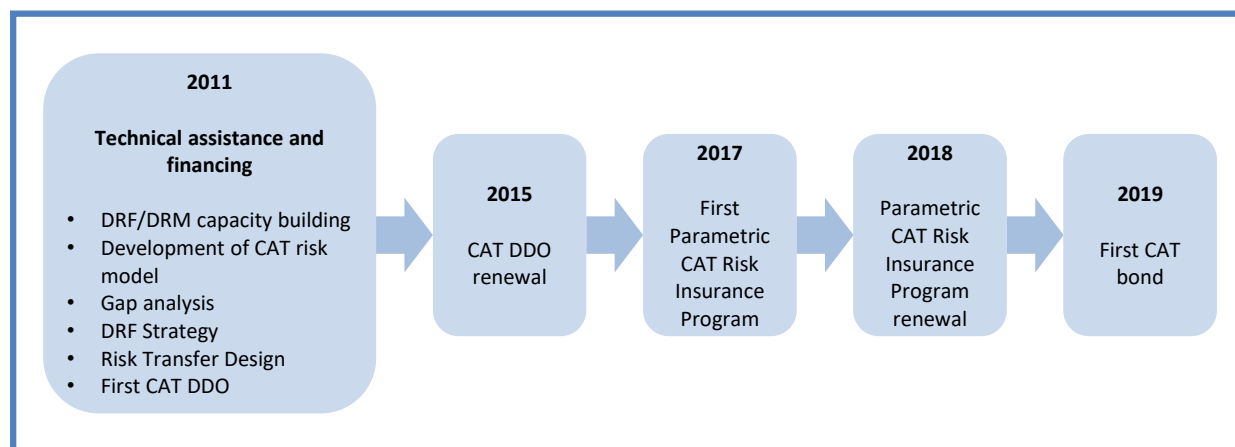 2011
Technical assistance and
financing
• DRF/DRM capacity building
• Development of CAT risk
model
• Gap analysis
• DRF Strategy
• Risk Transfer Design
• First CAT DDO
2015
CAT DDO
renewal
2017
First
Parametric
CAT Risk
Insurance
Program
2018
Parametric
CAT Risk
Insurance
Program
renewal
2019
First CAT
bond